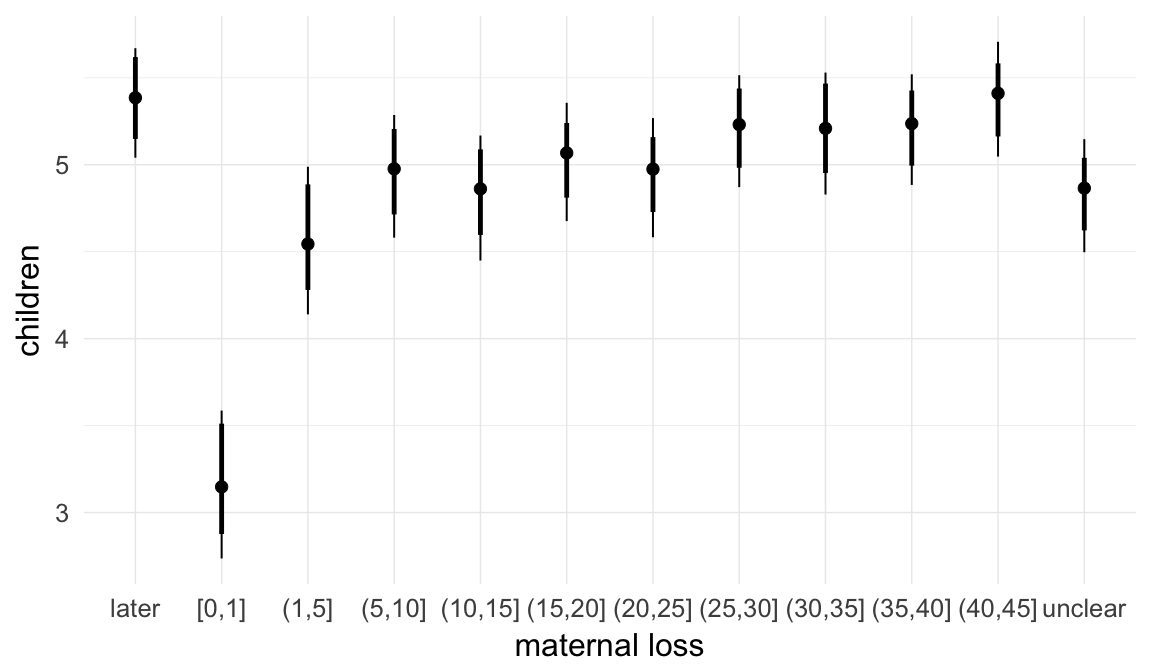 children
5
4
3
later [0,1] (1,5] (5,10] (10,15] (15,20] (20,25] (25,30] (30,35] (35,40] (40,45] unclear
maternal loss